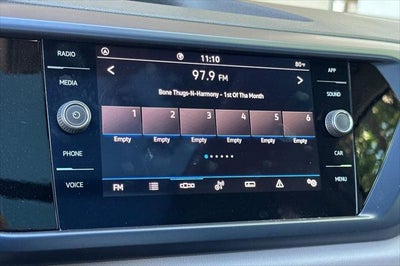 RADIO
MEDIA
PHONE
VOICE
11:10
80°F
97.9 FM
Bone Thugs-N-Harmony - 1st Of Tha Month
1 2 3 4 5 6
Empty Empty Empty Empty Empty Empty
FM
APP
SOUND
CAR
MENU